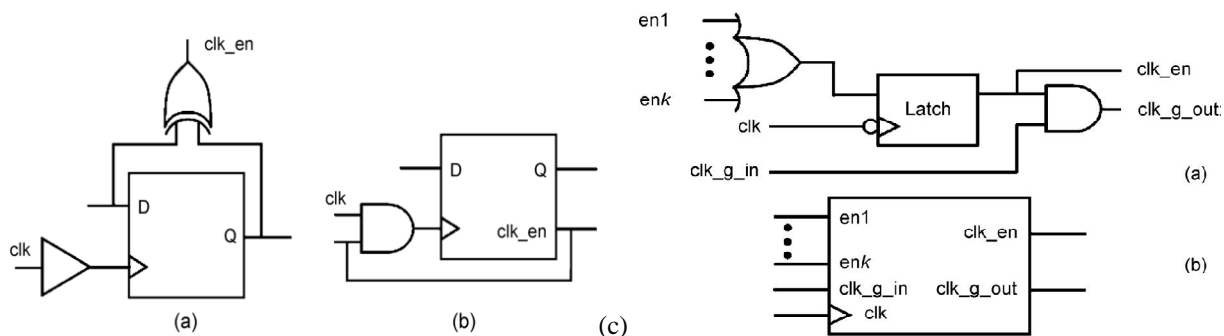 clk_en
D
Q
clk
(a)
D
Q
clk
clk_en
(b)
(c)
en1
enk
clk
Latch
clk_en
clk_g_out
clk_g_in
(a)
en1
clk_en
enk
(b)
clk_g_in
clk_g_out
clk